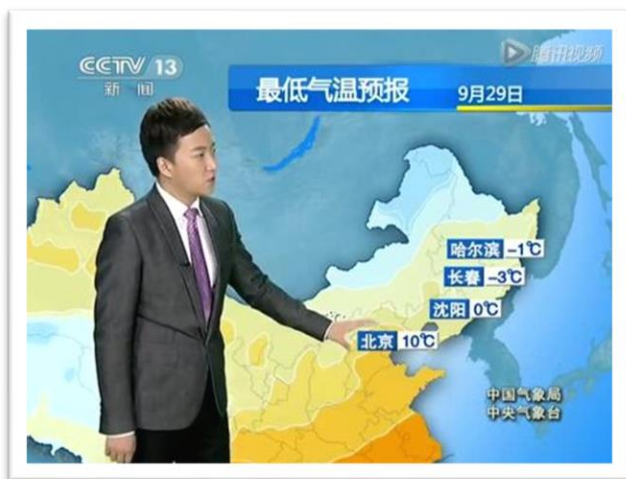 CCTV 13
新闻
腾讯视频
最低气温预报 9月29日
哈尔滨 -1℃
长春 -3℃
沈阳 0℃
北京 10℃
中国气象局
中央气象台